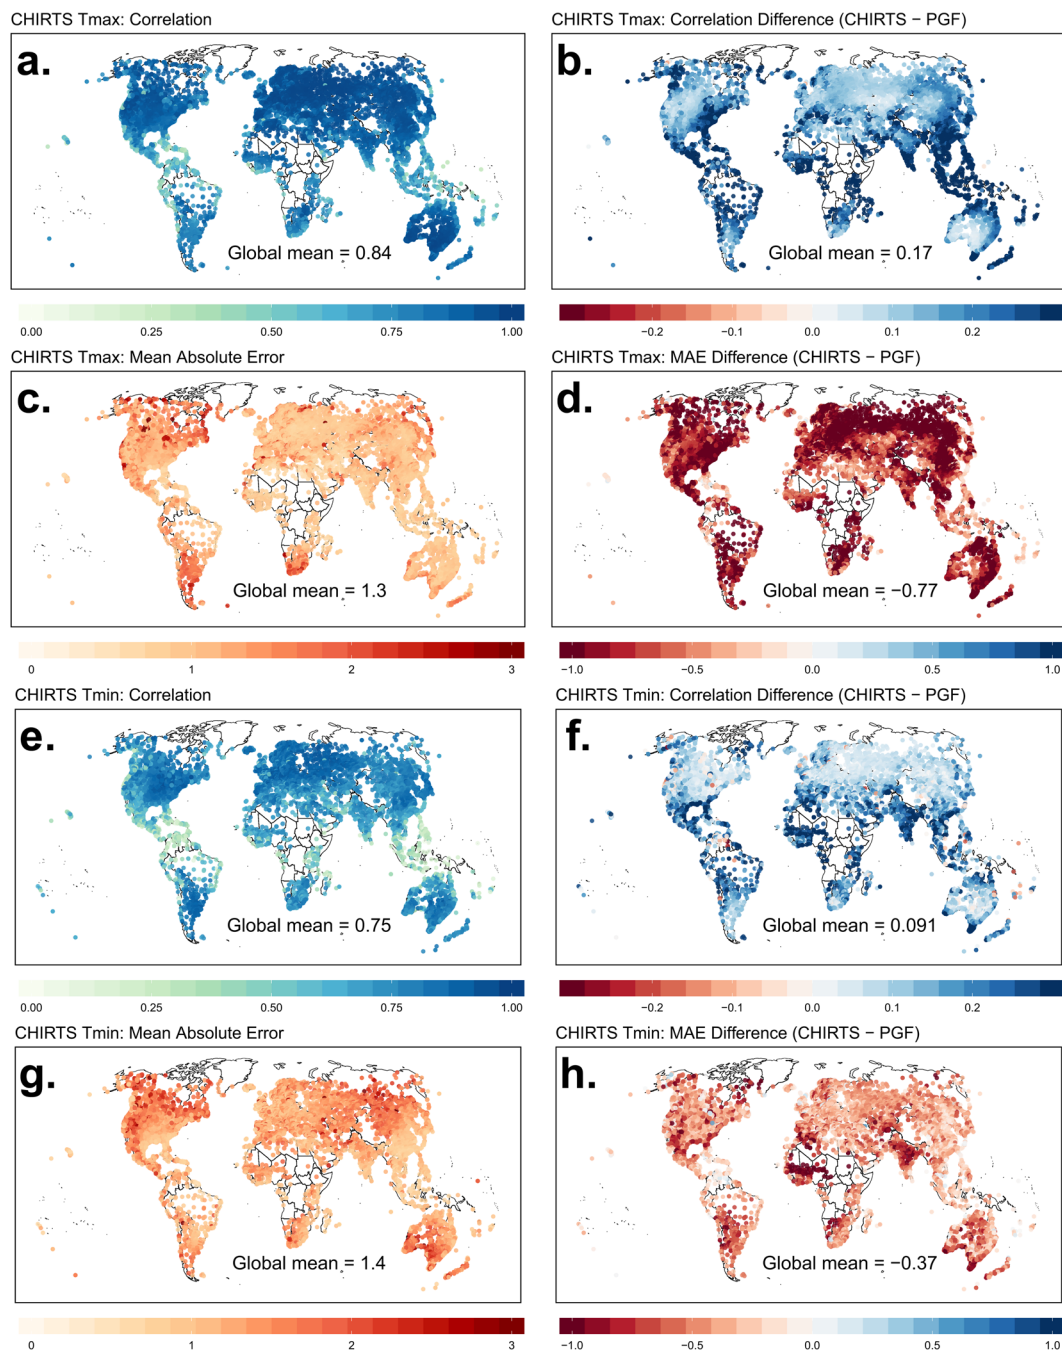 CHIRTS Tmax: Correlation
CHIRTS Tmax: Correlation Difference (CHIRTS − PGF)
a.
b.
Global mean = 0.84
Global mean = 0.17
0.00 0.25 0.50 0.75 1.00
−0.2 −0.1 0.0 0.1 0.2
CHIRTS Tmax: Mean Absolute Error
CHIRTS Tmax: MAE Difference (CHIRTS − PGF)
c.
d.
Global mean = 1.3
Global mean = −0.77
0 1 2 3
−1.0 −0.5 0.0 0.5 1.0
CHIRTS Tmin: Correlation
CHIRTS Tmin: Correlation Difference (CHIRTS − PGF)
e.
f.
Global mean = 0.75
Global mean = 0.091
0.00 0.25 0.50 0.75 1.00
−0.2 −0.1 0.0 0.1 0.2
CHIRTS Tmin: Mean Absolute Error
CHIRTS Tmin: MAE Difference (CHIRTS − PGF)
g.
h.
Global mean = 1.4
Global mean = −0.37
0 1 2 3
−1.0 −0.5 0.0 0.5 1.0